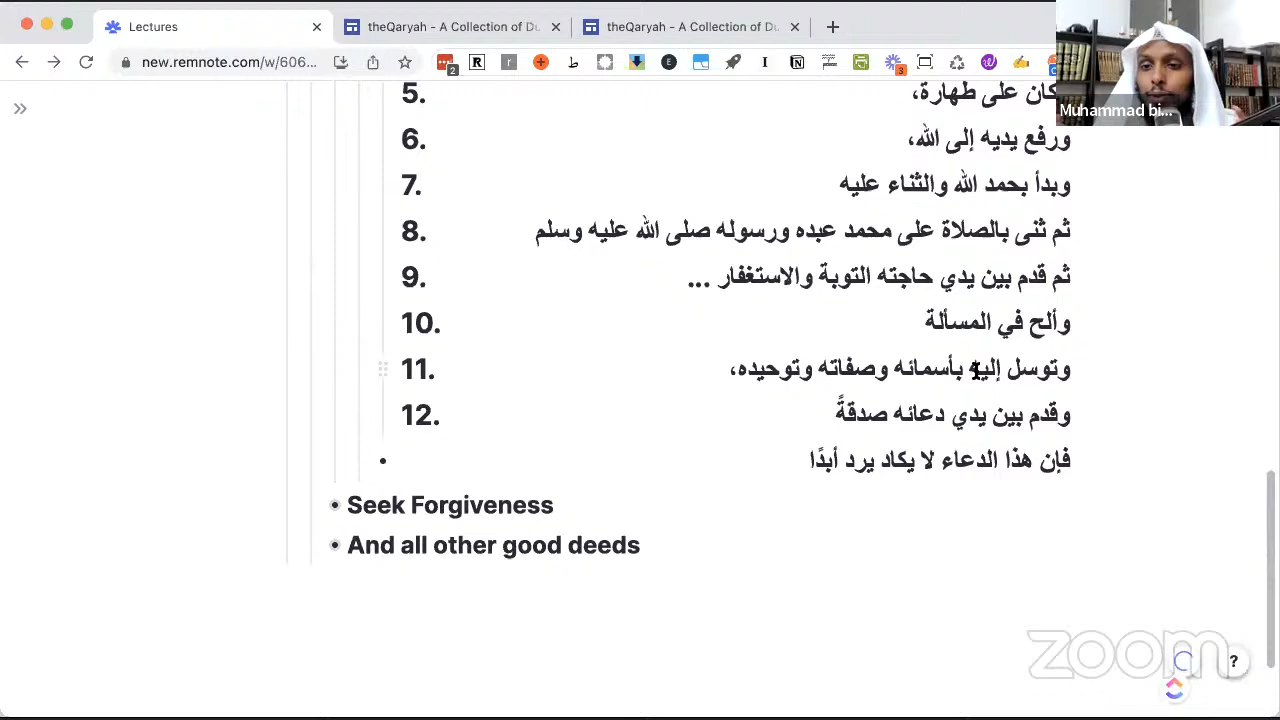 Lectures
theQaryah - A Collection of Du
theQaryah - A Collection of Du
new.remnote.com/w/606...
Muhammad bi...
5. كان على طهارة،
6. ورفع يديه إلى الله،
7. وبدأ بحمد الله والثناء عليه
8. ثم ثنى بالصلاة على محمد عبده ورسوله صلى الله عليه وسلم
9. ثم قدم بين يدي حاجته التوبة والاستغفار ...
10. وألح في المسألة
11. وتوسل إليه بأسمائه وصفاته وتوحيده،
12. وقدم بين يدي دعائه صدقةً
• فإن هذا الدعاء لا يكاد يرد أبدًا
• Seek Forgiveness
• And all other good deeds
zoom
?